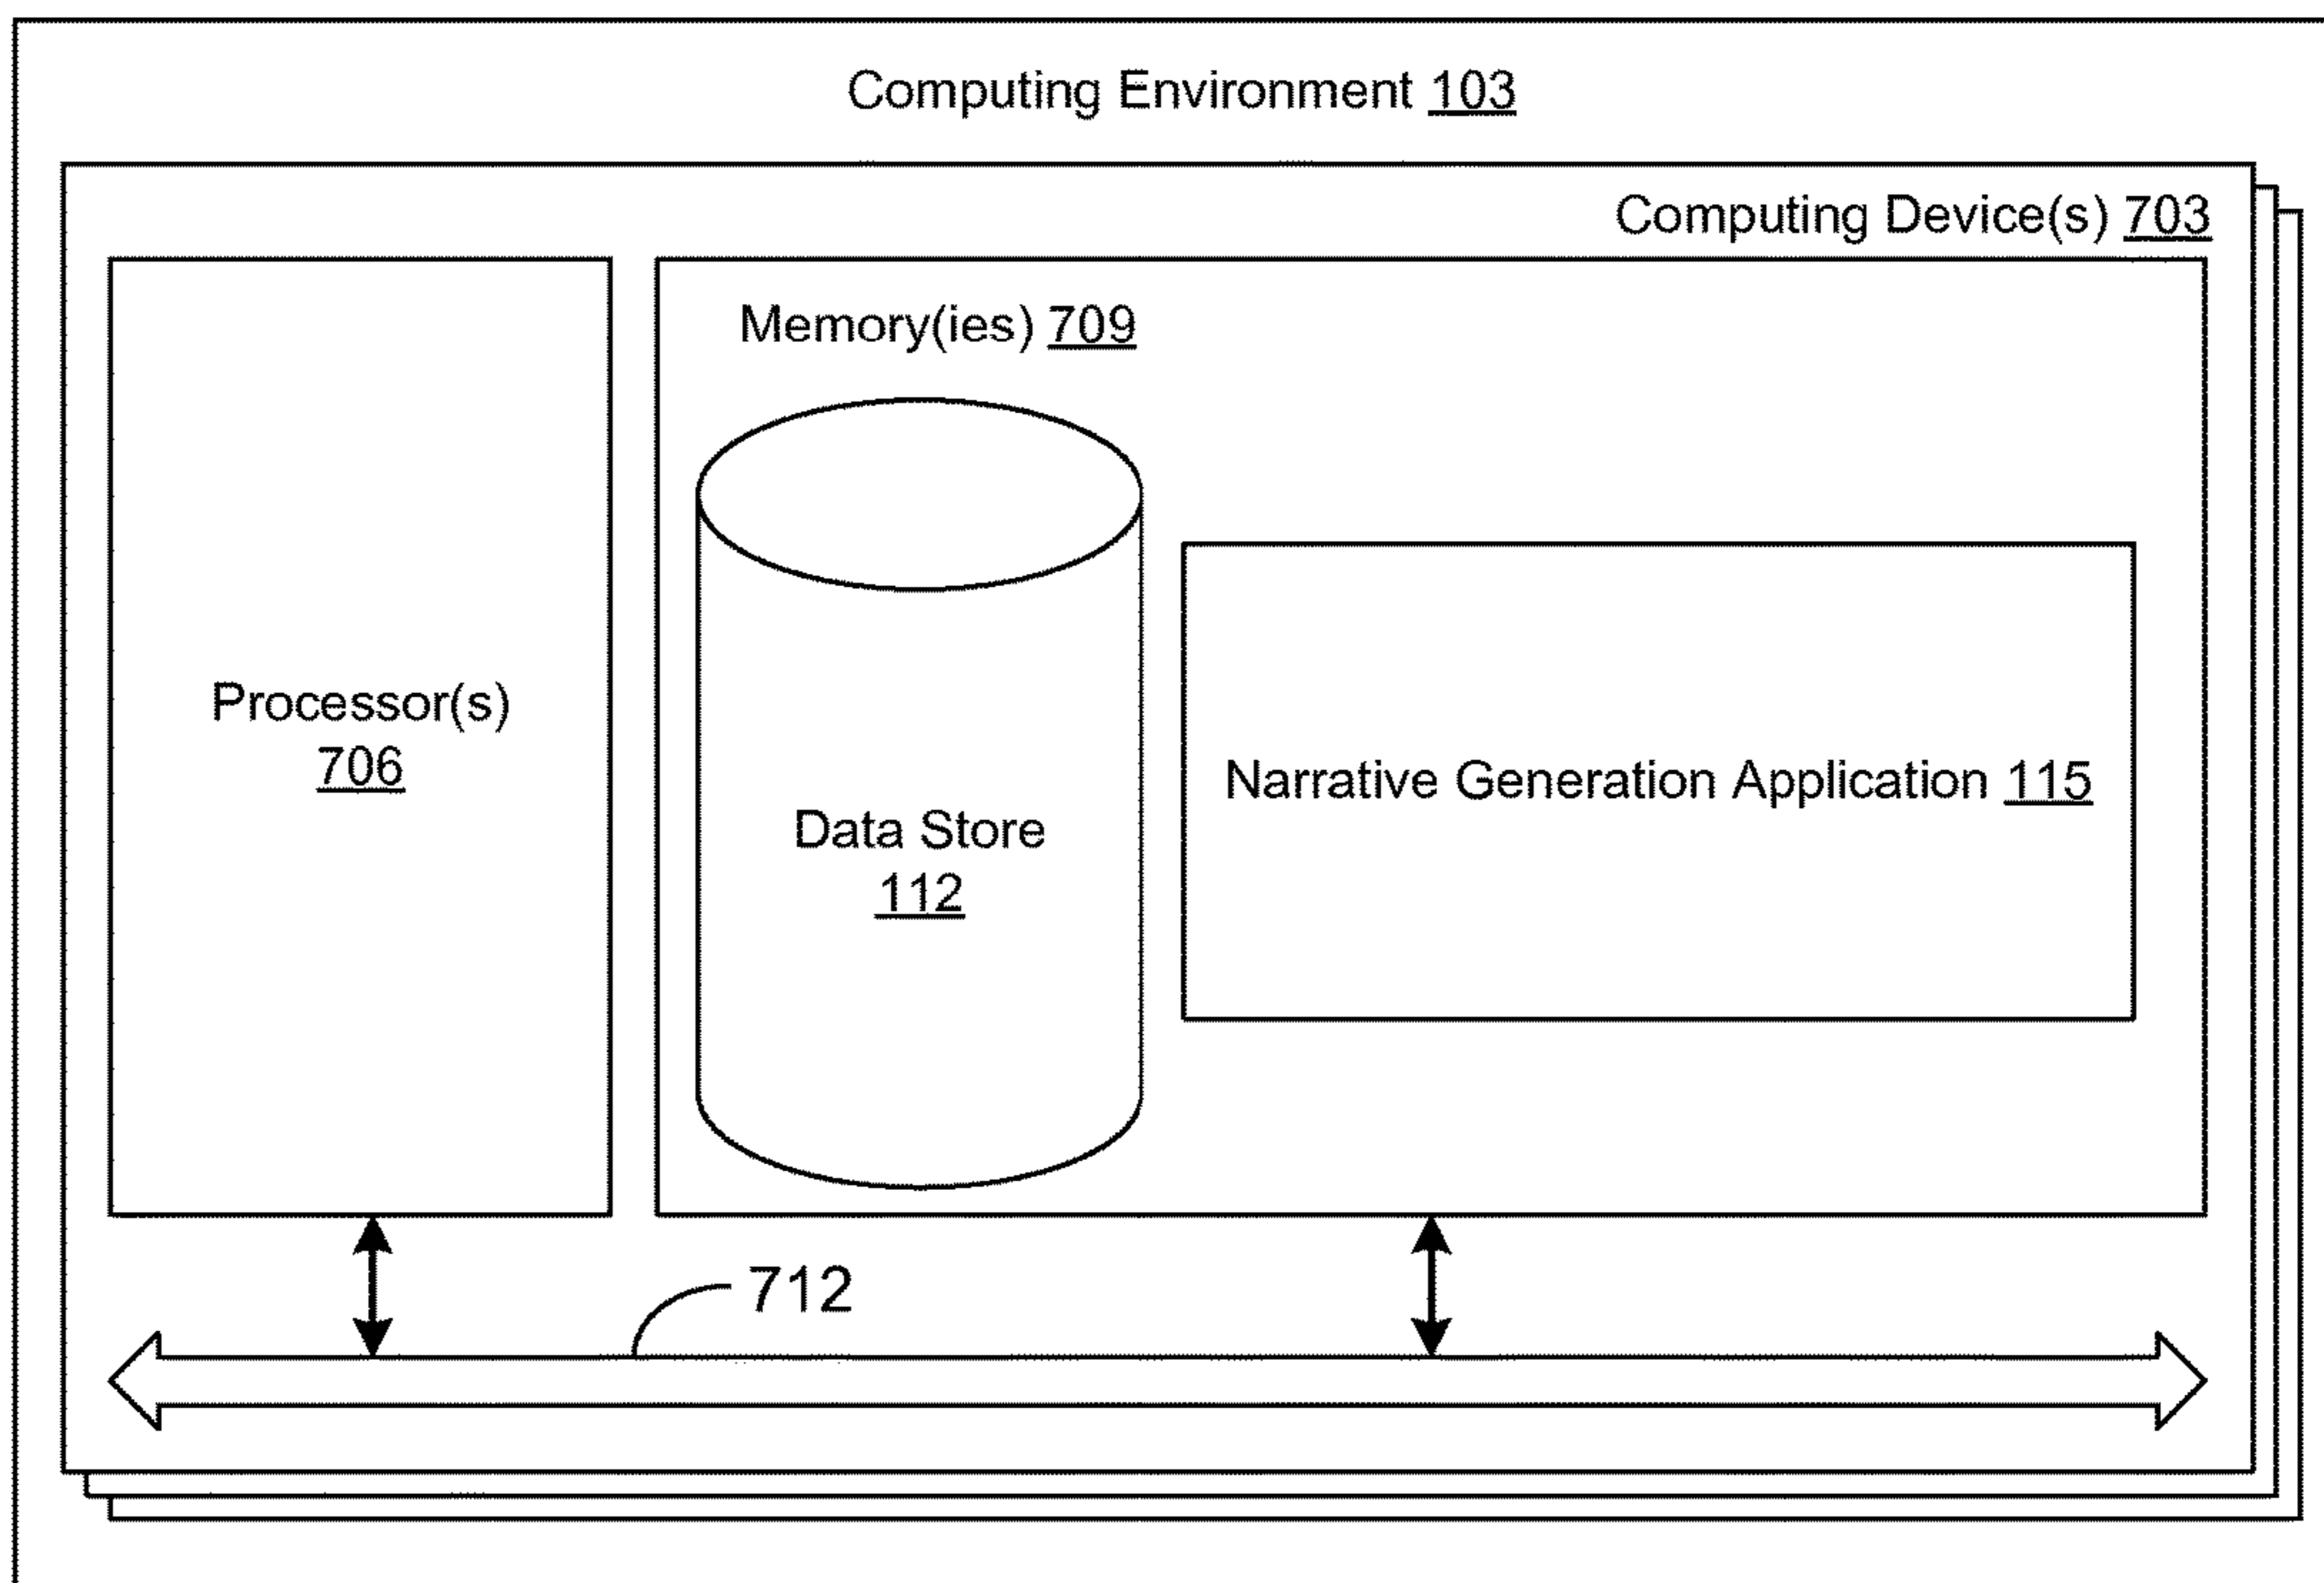 Computing Environment 103
Computing Device(s) 703
Memory(ies) 709
Processor(s)
706
Data Store
112
Narrative Generation Application 115
712